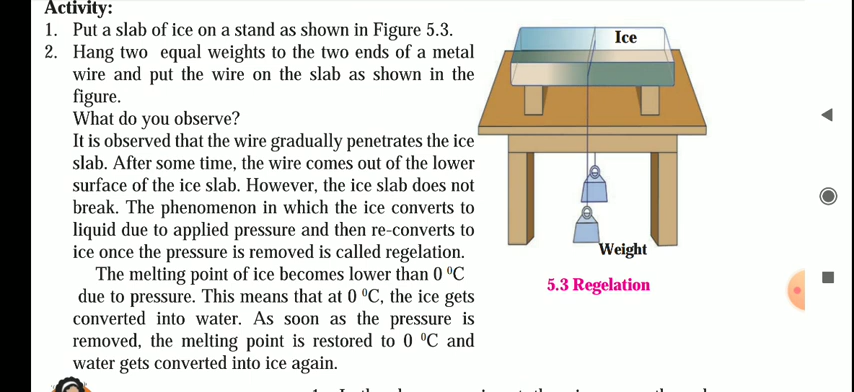 Activity:
1. Put a slab of ice on a stand as shown in Figure 5.3.
2. Hang two equal weights to the two ends of a metal
wire and put the wire on the slab as shown in the
figure.
What do you observe?
It is observed that the wire gradually penetrates the ice
slab. After some time, the wire comes out of the lower
surface of the ice slab. However, the ice slab does not
break. The phenomenon in which the ice converts to
liquid due to applied pressure and then re-converts to
ice once the pressure is removed is called regelation.
The melting point of ice becomes lower than 0 ⁰C
due to pressure. This means that at 0 ⁰C, the ice gets
converted into water. As soon as the pressure is
removed, the melting point is restored to 0 ⁰C and
water gets converted into ice again.
Ice
Weight
5.3 Regelation